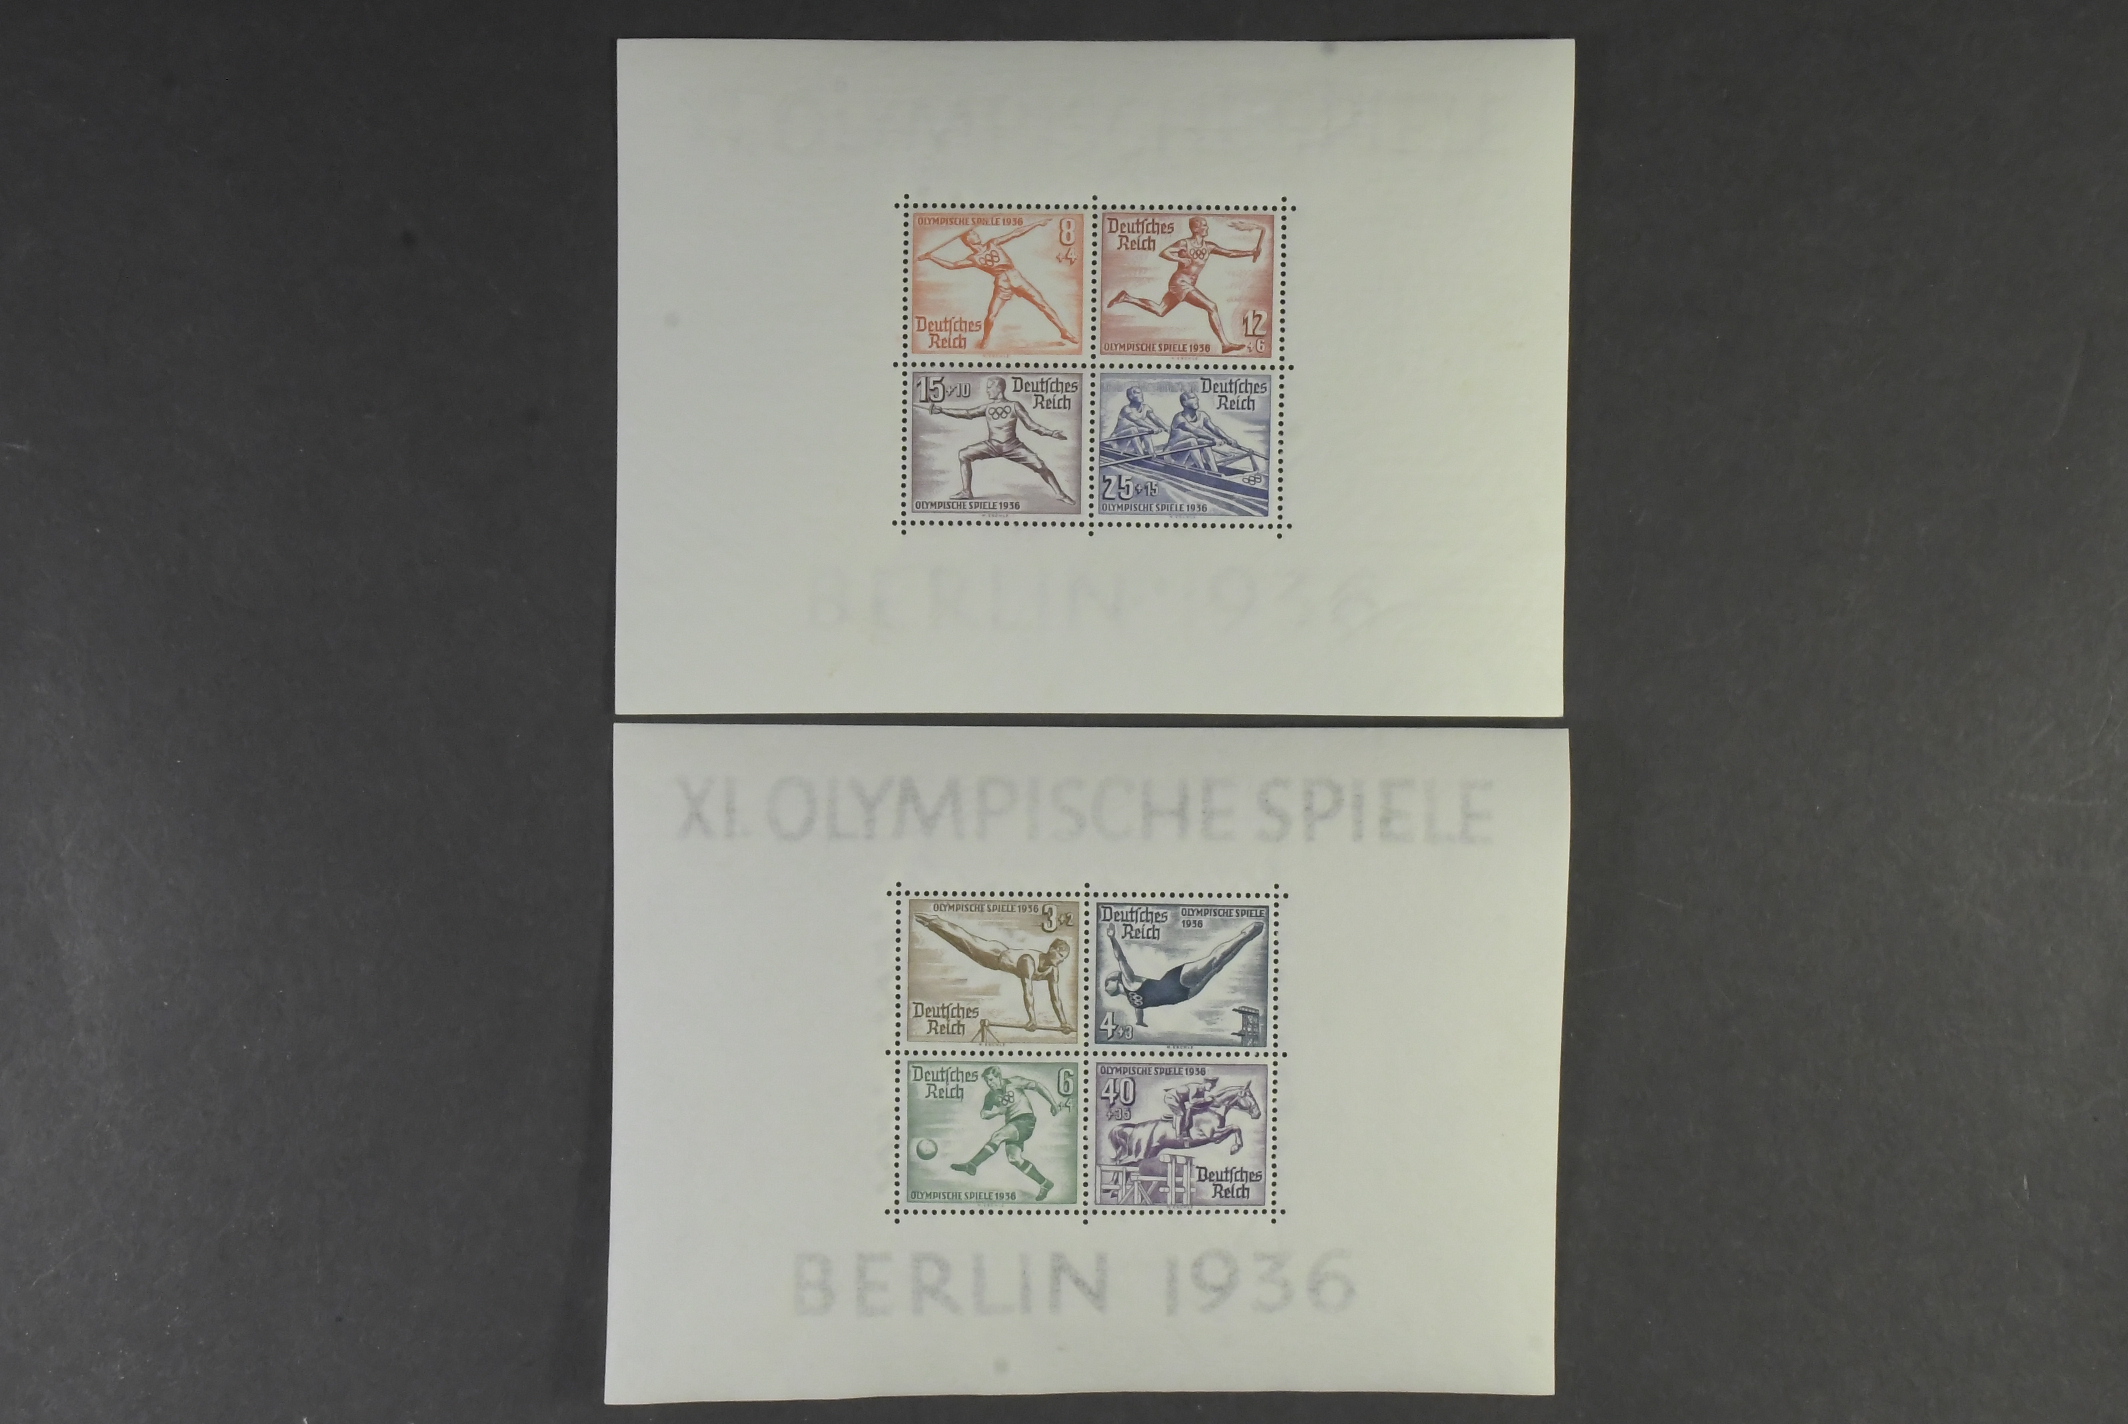 OLYMPISCHE SPIELE
OLYMPISCHE SPIELE 1936
8
+4
Deutsches
Reich
Deutsches
Reich
12
+6
OLYMPISCHE SPIELE 1936
15+10
Deutsches
Reich
OLYMPISCHE SPIELE 1936
Deutsches
Reich
25+15
OLYMPISCHE SPIELE 1936
BERLIN 1936
XI. OLYMPISCHE SPIELE
OLYMPISCHE SPIELE 1936
3+2
Deutsches
Reich
Deutsches
Reich
OLYMPISCHE SPIELE
1936
4+3
Deutsches
Reich
6
+4
OLYMPISCHE SPIELE 1936
OLYMPISCHE SPIELE 1936
40
+35
Deutsches
Reich
BERLIN 1936